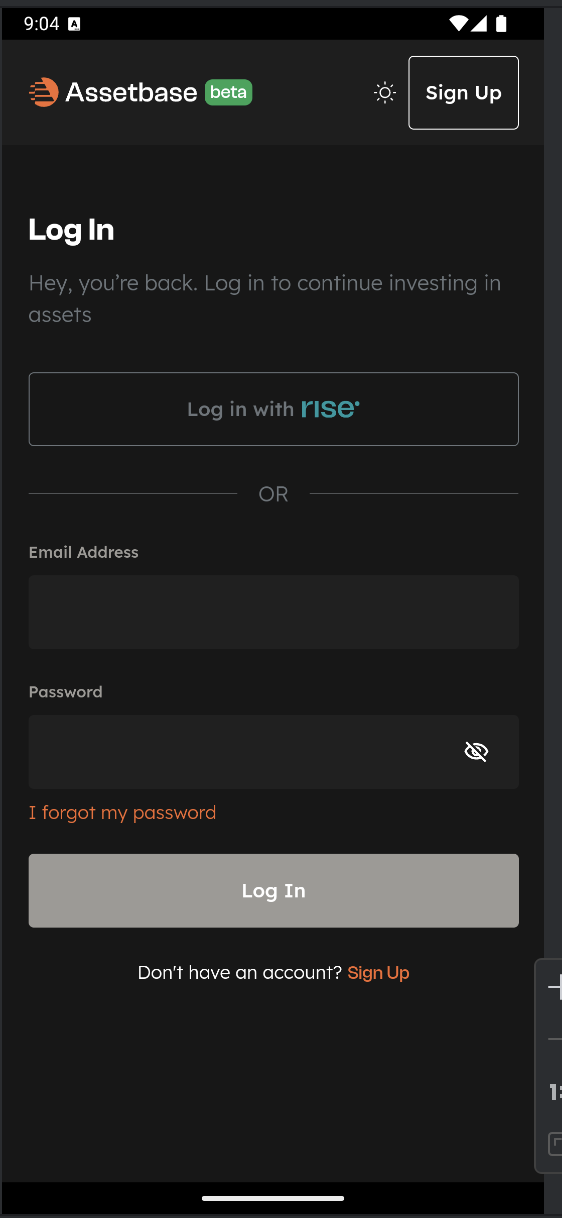 9:04 A
Assetbase beta
Sign Up
Log In
Hey, you’re back. Log in to continue investing in
assets
Log in with rise
OR
Email Address
Password
I forgot my password
Log In
Don't have an account? Sign Up